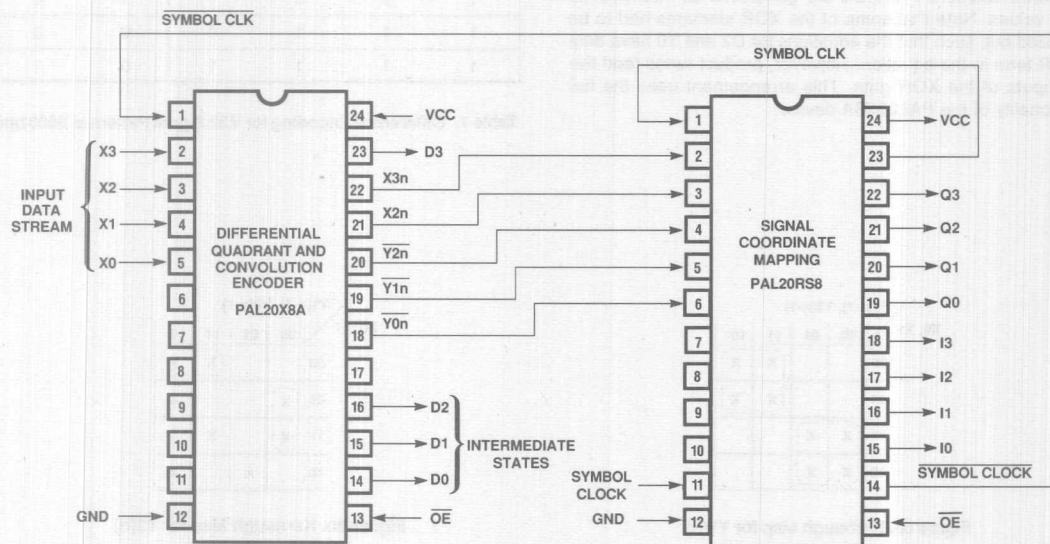 SYMBOL CLK
SYMBOL CLK
1
2
3
4
5
6
7
8
9
10
11
12
24
23
22
21
20
19
18
17
16
15
14
13
X3
X2
X1
X0
INPUT
DATA
STREAM
GND
DIFFERENTIAL
QUADRANT AND
CONVOLUTION
ENCODER
PAL20X8A
VCC
D3
X3n
X2n
Y2n
Y1n
Y0n
D2
D1
D0
INTERMEDIATE
STATES
OE
1
2
3
4
5
6
7
8
9
10
11
12
24
23
22
21
20
19
18
17
16
15
14
13
SIGNAL
COORDINATE
MAPPING
PAL20RS8
SYMBOL
CLOCK
GND
VCC
Q3
Q2
Q1
Q0
I3
I2
I1
I0
SYMBOL CLOCK
OE